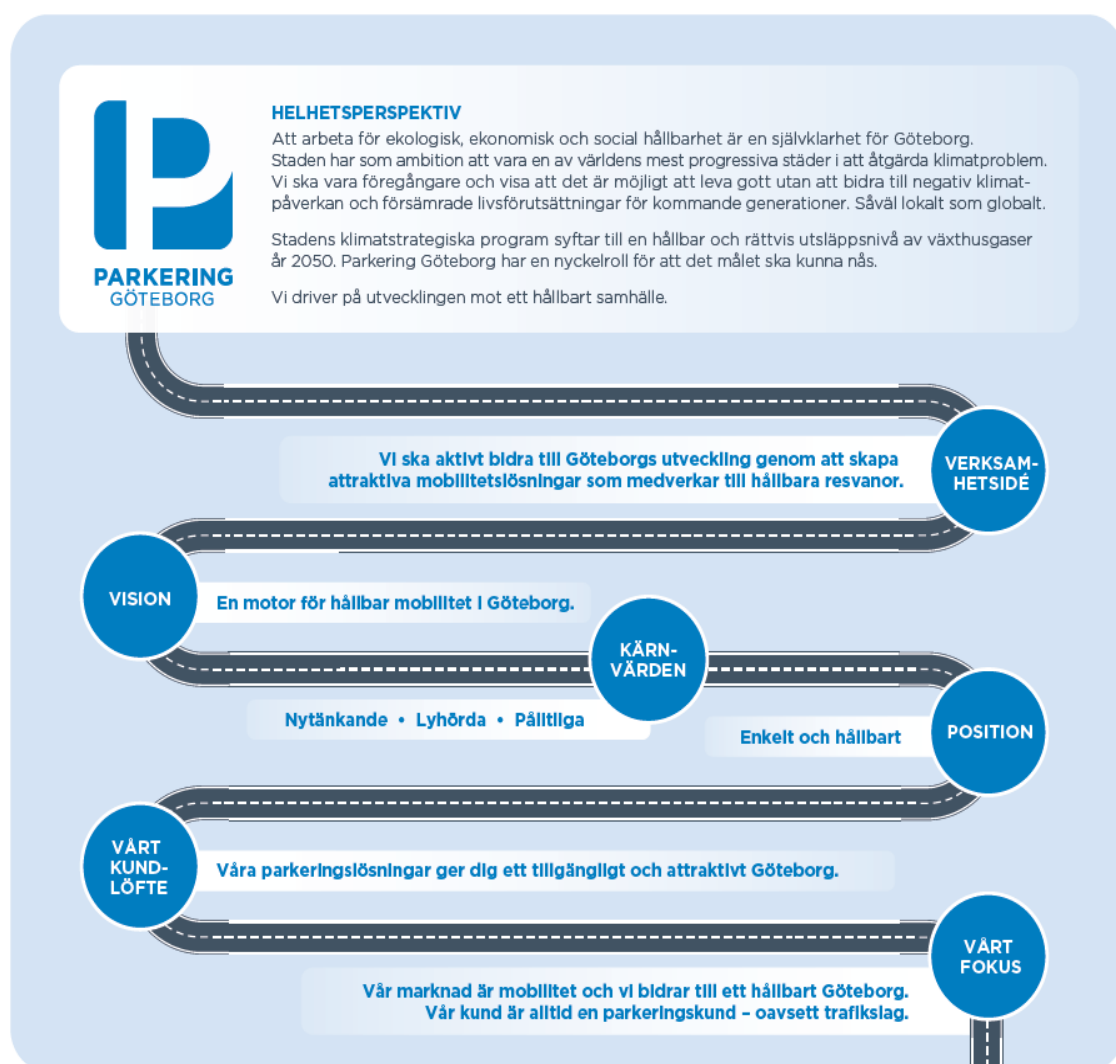 HELHETSPERSPEKTIV
Att arbeta för ekologisk, ekonomisk och social hållbarhet är en självklarhet för Göteborg.
Staden har som ambition att vara en av världens mest progressiva städer i att åtgärda klimatproblem.
Vi ska vara föregångare och visa att det är möjligt att leva gott utan att bidra till negativ klimat-
påverkan och försämrade livsförutsättningar för kommande generationer. Såväl lokalt som globalt.
Stadens klimatstrategiska program syftar till en hållbar och rättvis utsläppsnivå av växthusgaser
år 2050. Parkering Göteborg har en nyckelroll för att det målet ska kunna nås.
Vi driver på utvecklingen mot ett hållbart samhälle.
P
PARKERING
GÖTEBORG
Vi ska aktivt bidra till Göteborgs utveckling genom att skapa
attraktiva mobilitetslösningar som medverkar till hållbara resvanor.
VERKSAM-
HETSIDÉ
VISION
En motor för hållbar mobilitet i Göteborg.
KÄRN-
VÄRDEN
Nytänkande • Lyhörda • Pålitliga
Enkelt och hållbart
POSITION
VÅRT
KUND-
LÖFTE
Våra parkeringslösningar ger dig ett tillgängligt och attraktivt Göteborg.
VÅRT
FOKUS
Vår marknad är mobilitet och vi bidrar till ett hållbart Göteborg.
Vår kund är alltid en parkeringskund – oavsett trafikslag.